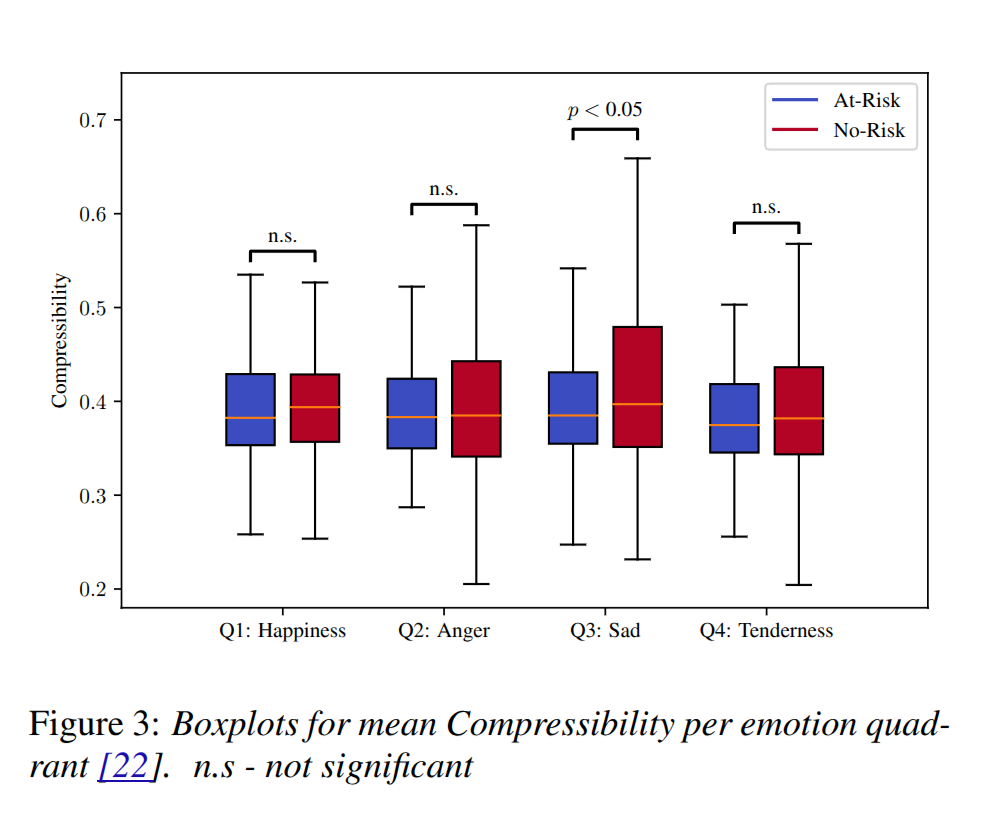 p < 0.05
At-Risk
No-Risk
0.7
n.s.
n.s.
0.6
n.s.
0.5
Compressibility
0.4
0.3
0.2
Q1: Happiness
Q2: Anger
Q3: Sad
Q4: Tenderness
Figure 3: Boxplots for mean Compressibility per emotion quad-
rant [22]. n.s - not significant